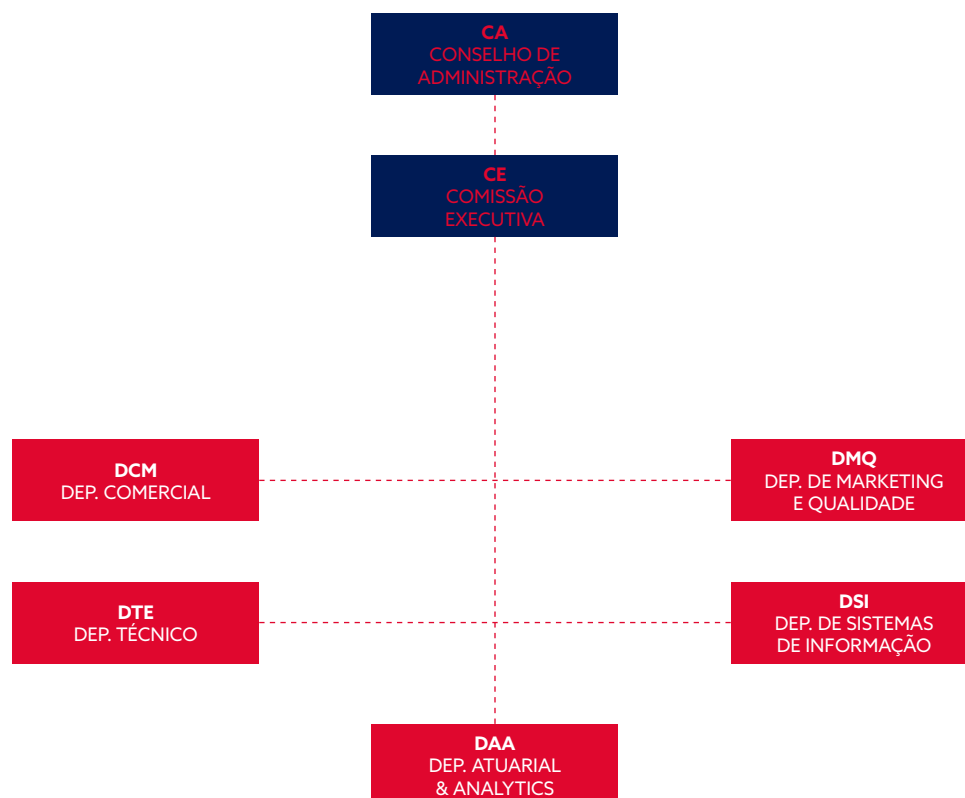 CA
CONSELHO DE
ADMINISTRAÇÃO
CE
COMISSÃO
EXECUTIVA
DCM
DEP. COMERCIAL
DMQ
DEP. DE MARKETING
E QUALIDADE
DTE
DEP. TÉCNICO
DSI
DEP. DE SISTEMAS
DE INFORMAÇÃO
DAA
DEP. ATUARIAL
& ANALYTICS